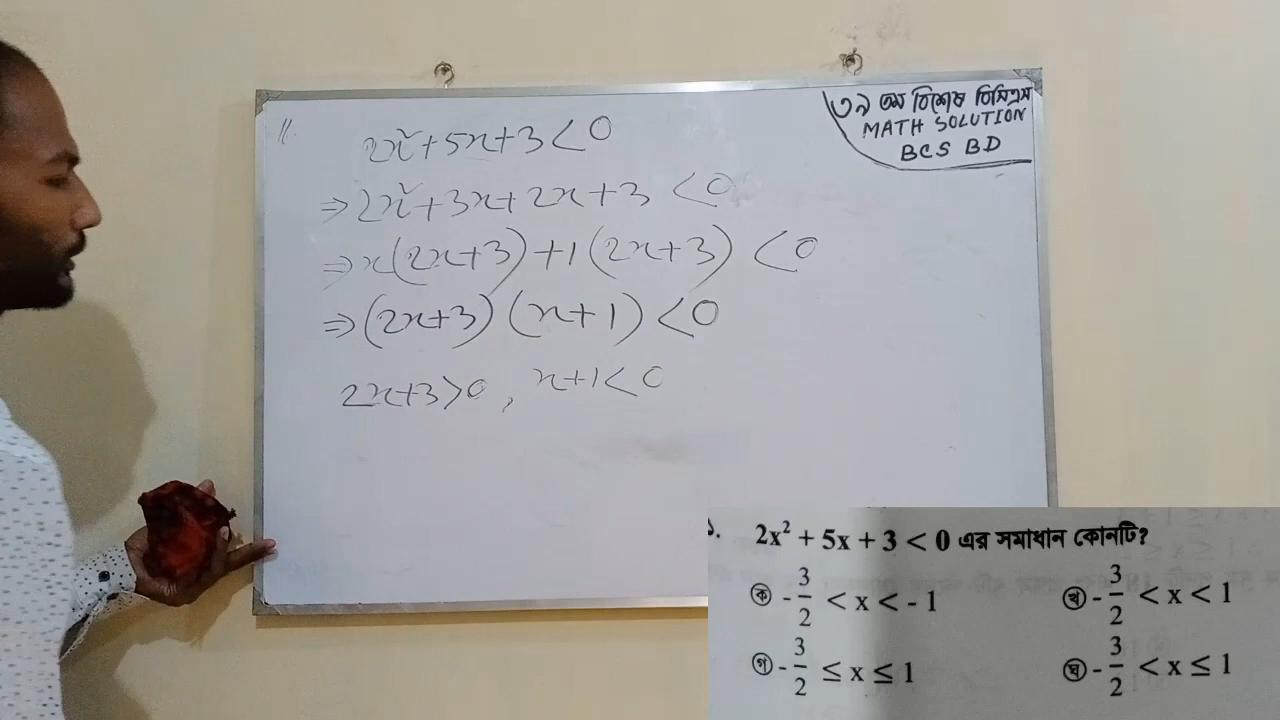 ১।
2x²+5x+3<0
⇒2x²+3x+2x+3 <0
⇒x(2x+3)+1(2x+3) <0
⇒(2x+3)(x+1)<0
2x+3>0, x+1<0
৩৯ তম বিশেষ বিসিএস
MATH SOLUTION
BCS BD
১. 2x² + 5x + 3 < 0 এর সমাধান কোনটি?
ক - 3/2 < x < - 1
খ - 3/2 < x < 1
গ - 3/2 ≤ x ≤ 1
ঘ - 3/2 < x ≤ 1